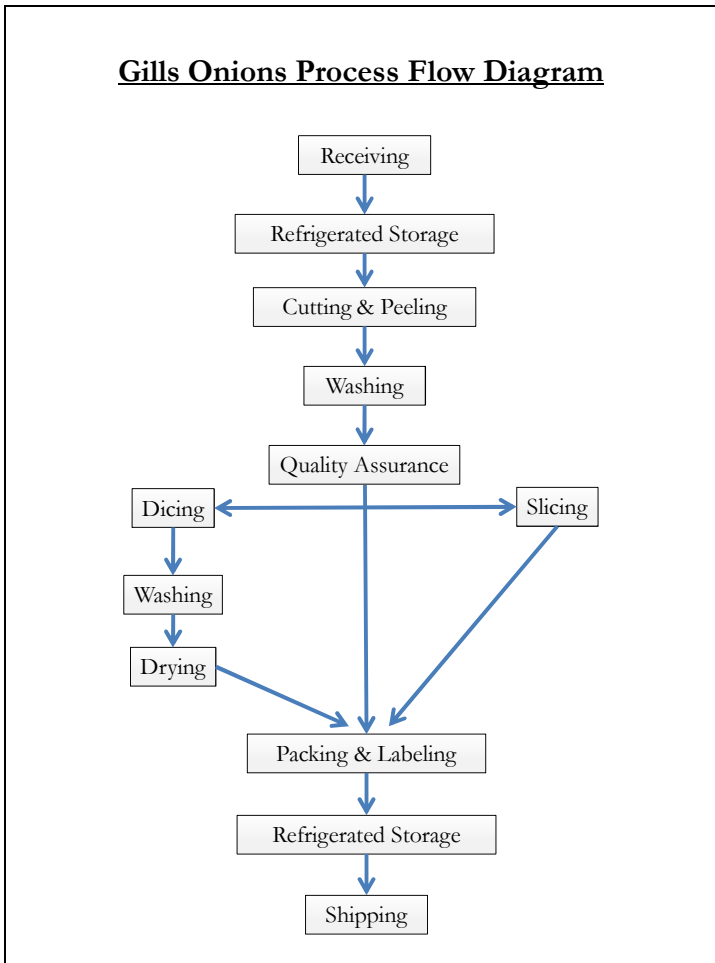 Gills Onions Process Flow Diagram
Receiving
Refrigerated Storage
Cutting & Peeling
Washing
Quality Assurance
Dicing
Slicing
Washing
Drying
Packing & Labeling
Refrigerated Storage
Shipping